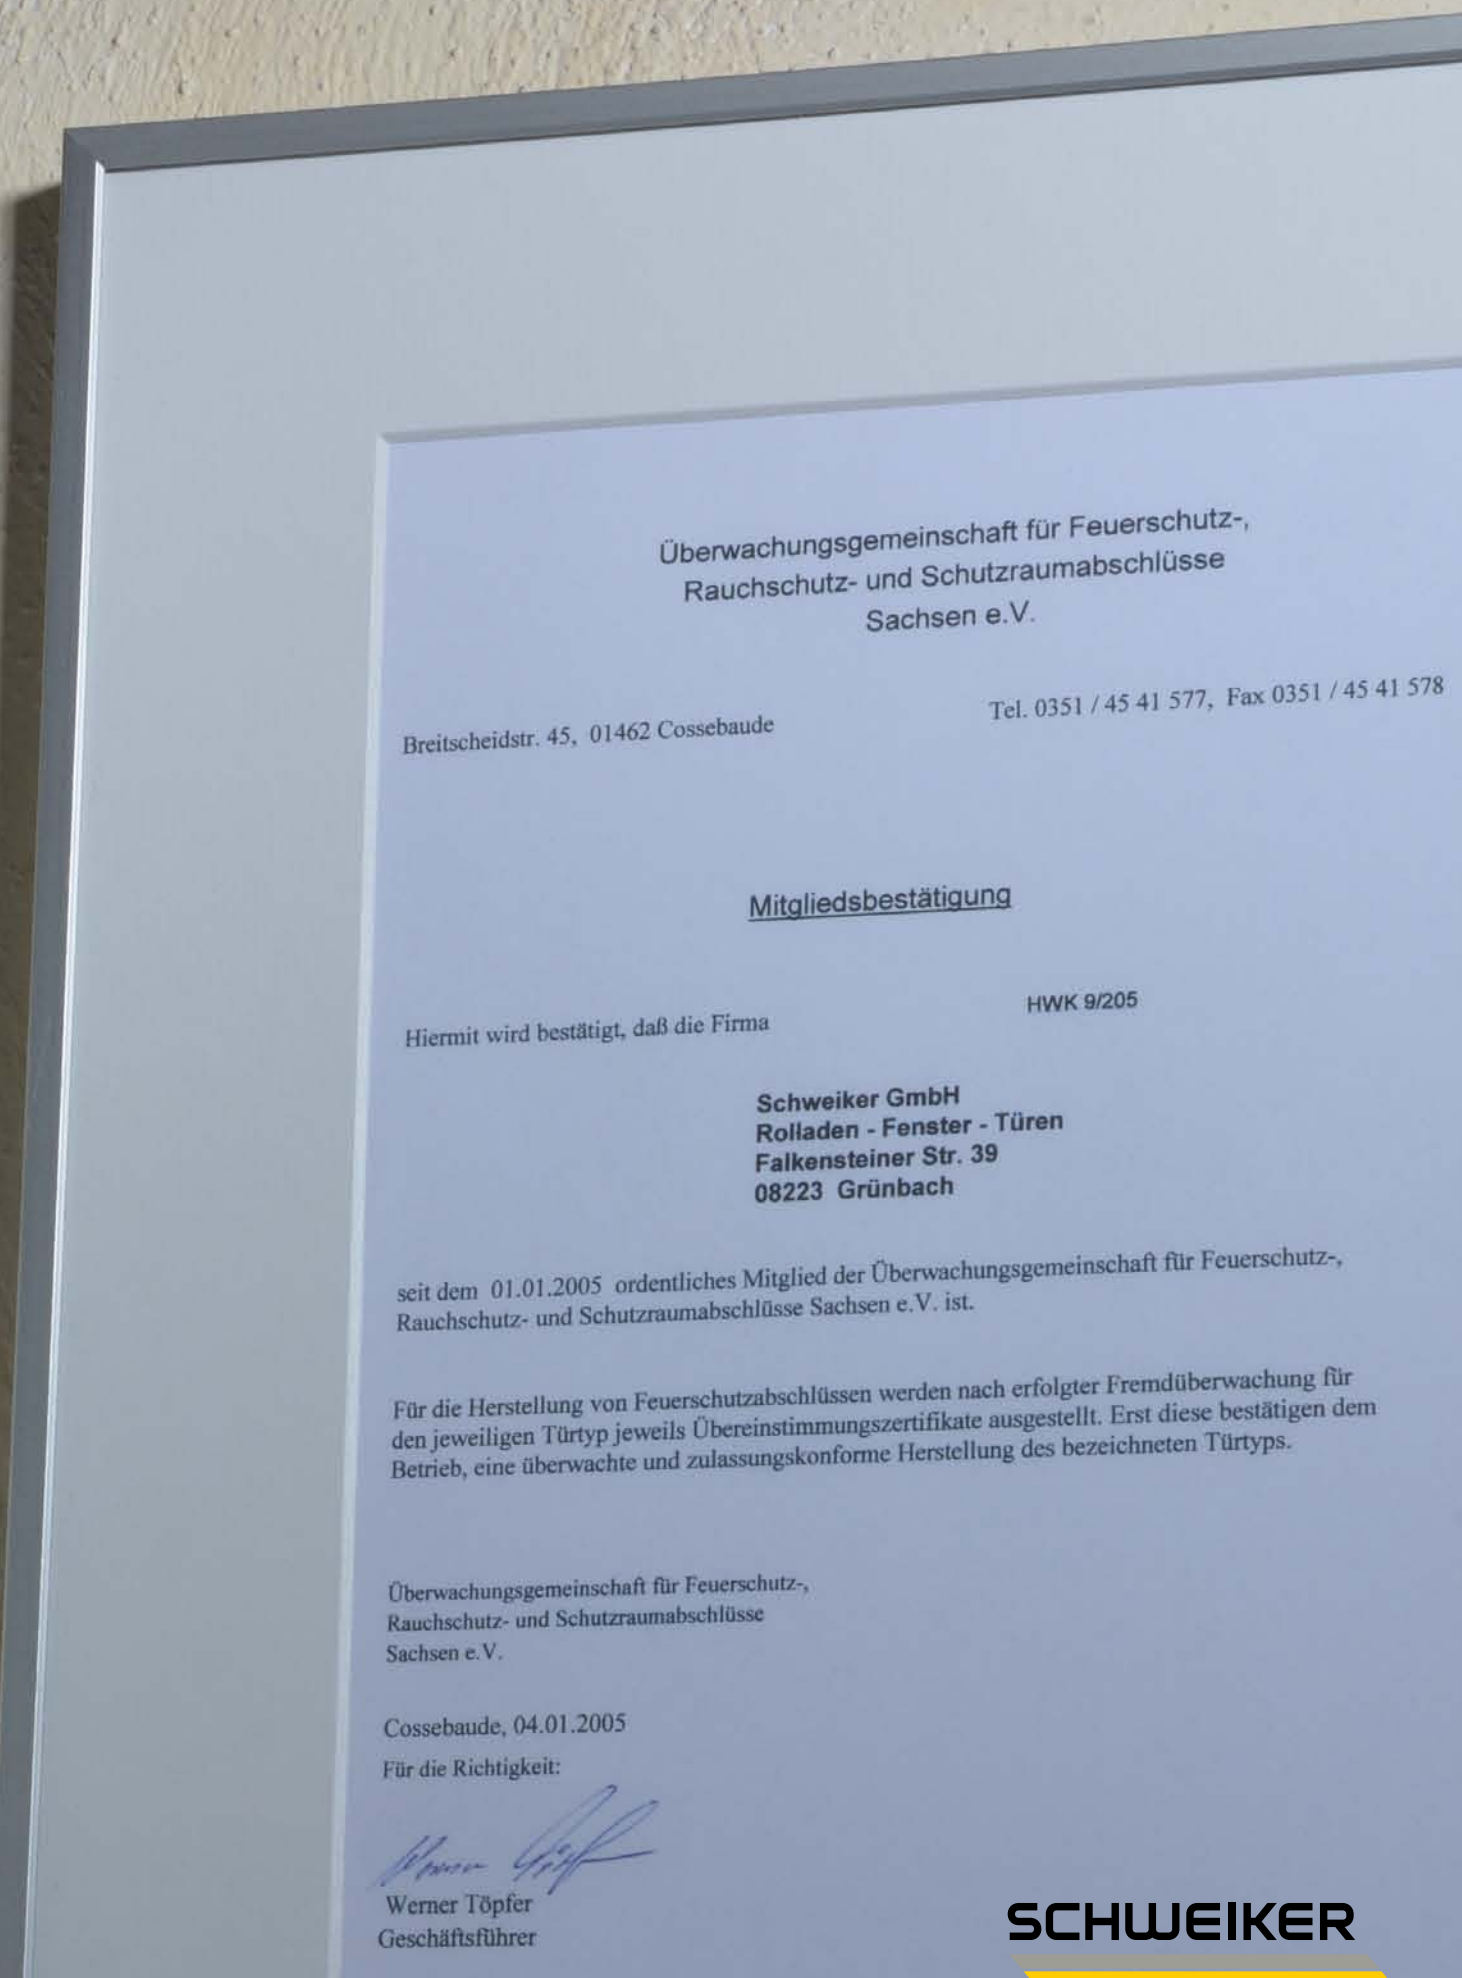 Überwachungsgemeinschaft für Feuerschutz-,
Rauchschutz- und Schutzraumabschlüsse
Sachsen e.V.
Breitscheidstr. 45, 01462 Cossebaude
Tel. 0351 / 45 41 577, Fax 0351 / 45 41 578
Mitgliedsbestätigung
Hiermit wird bestätigt, daß die Firma
HWK 9/205
Schweiker GmbH
Rolladen - Fenster - Türen
Falkensteiner Str. 39
08223 Grünbach
seit dem 01.01.2005 ordentliches Mitglied der Überwachungsgemeinschaft für Feuerschutz-,
Rauchschutz- und Schutzraumabschlüsse Sachsen e.V. ist.
Für die Herstellung von Feuerschutzabschlüssen werden nach erfolgter Fremdüberwachung für
den jeweiligen Türtyp jeweils Übereinstimmungszertifikate ausgestellt. Erst diese bestätigen dem
Betrieb, eine überwachte und zulassungskonforme Herstellung des bezeichneten Türtyps.
Überwachungsgemeinschaft für Feuerschutz-,
Rauchschutz- und Schutzraumabschlüsse
Sachsen e.V.
Cossebaude, 04.01.2005
Für die Richtigkeit:
Werner Töpfer
Geschäftsführer
SCHWEIKER